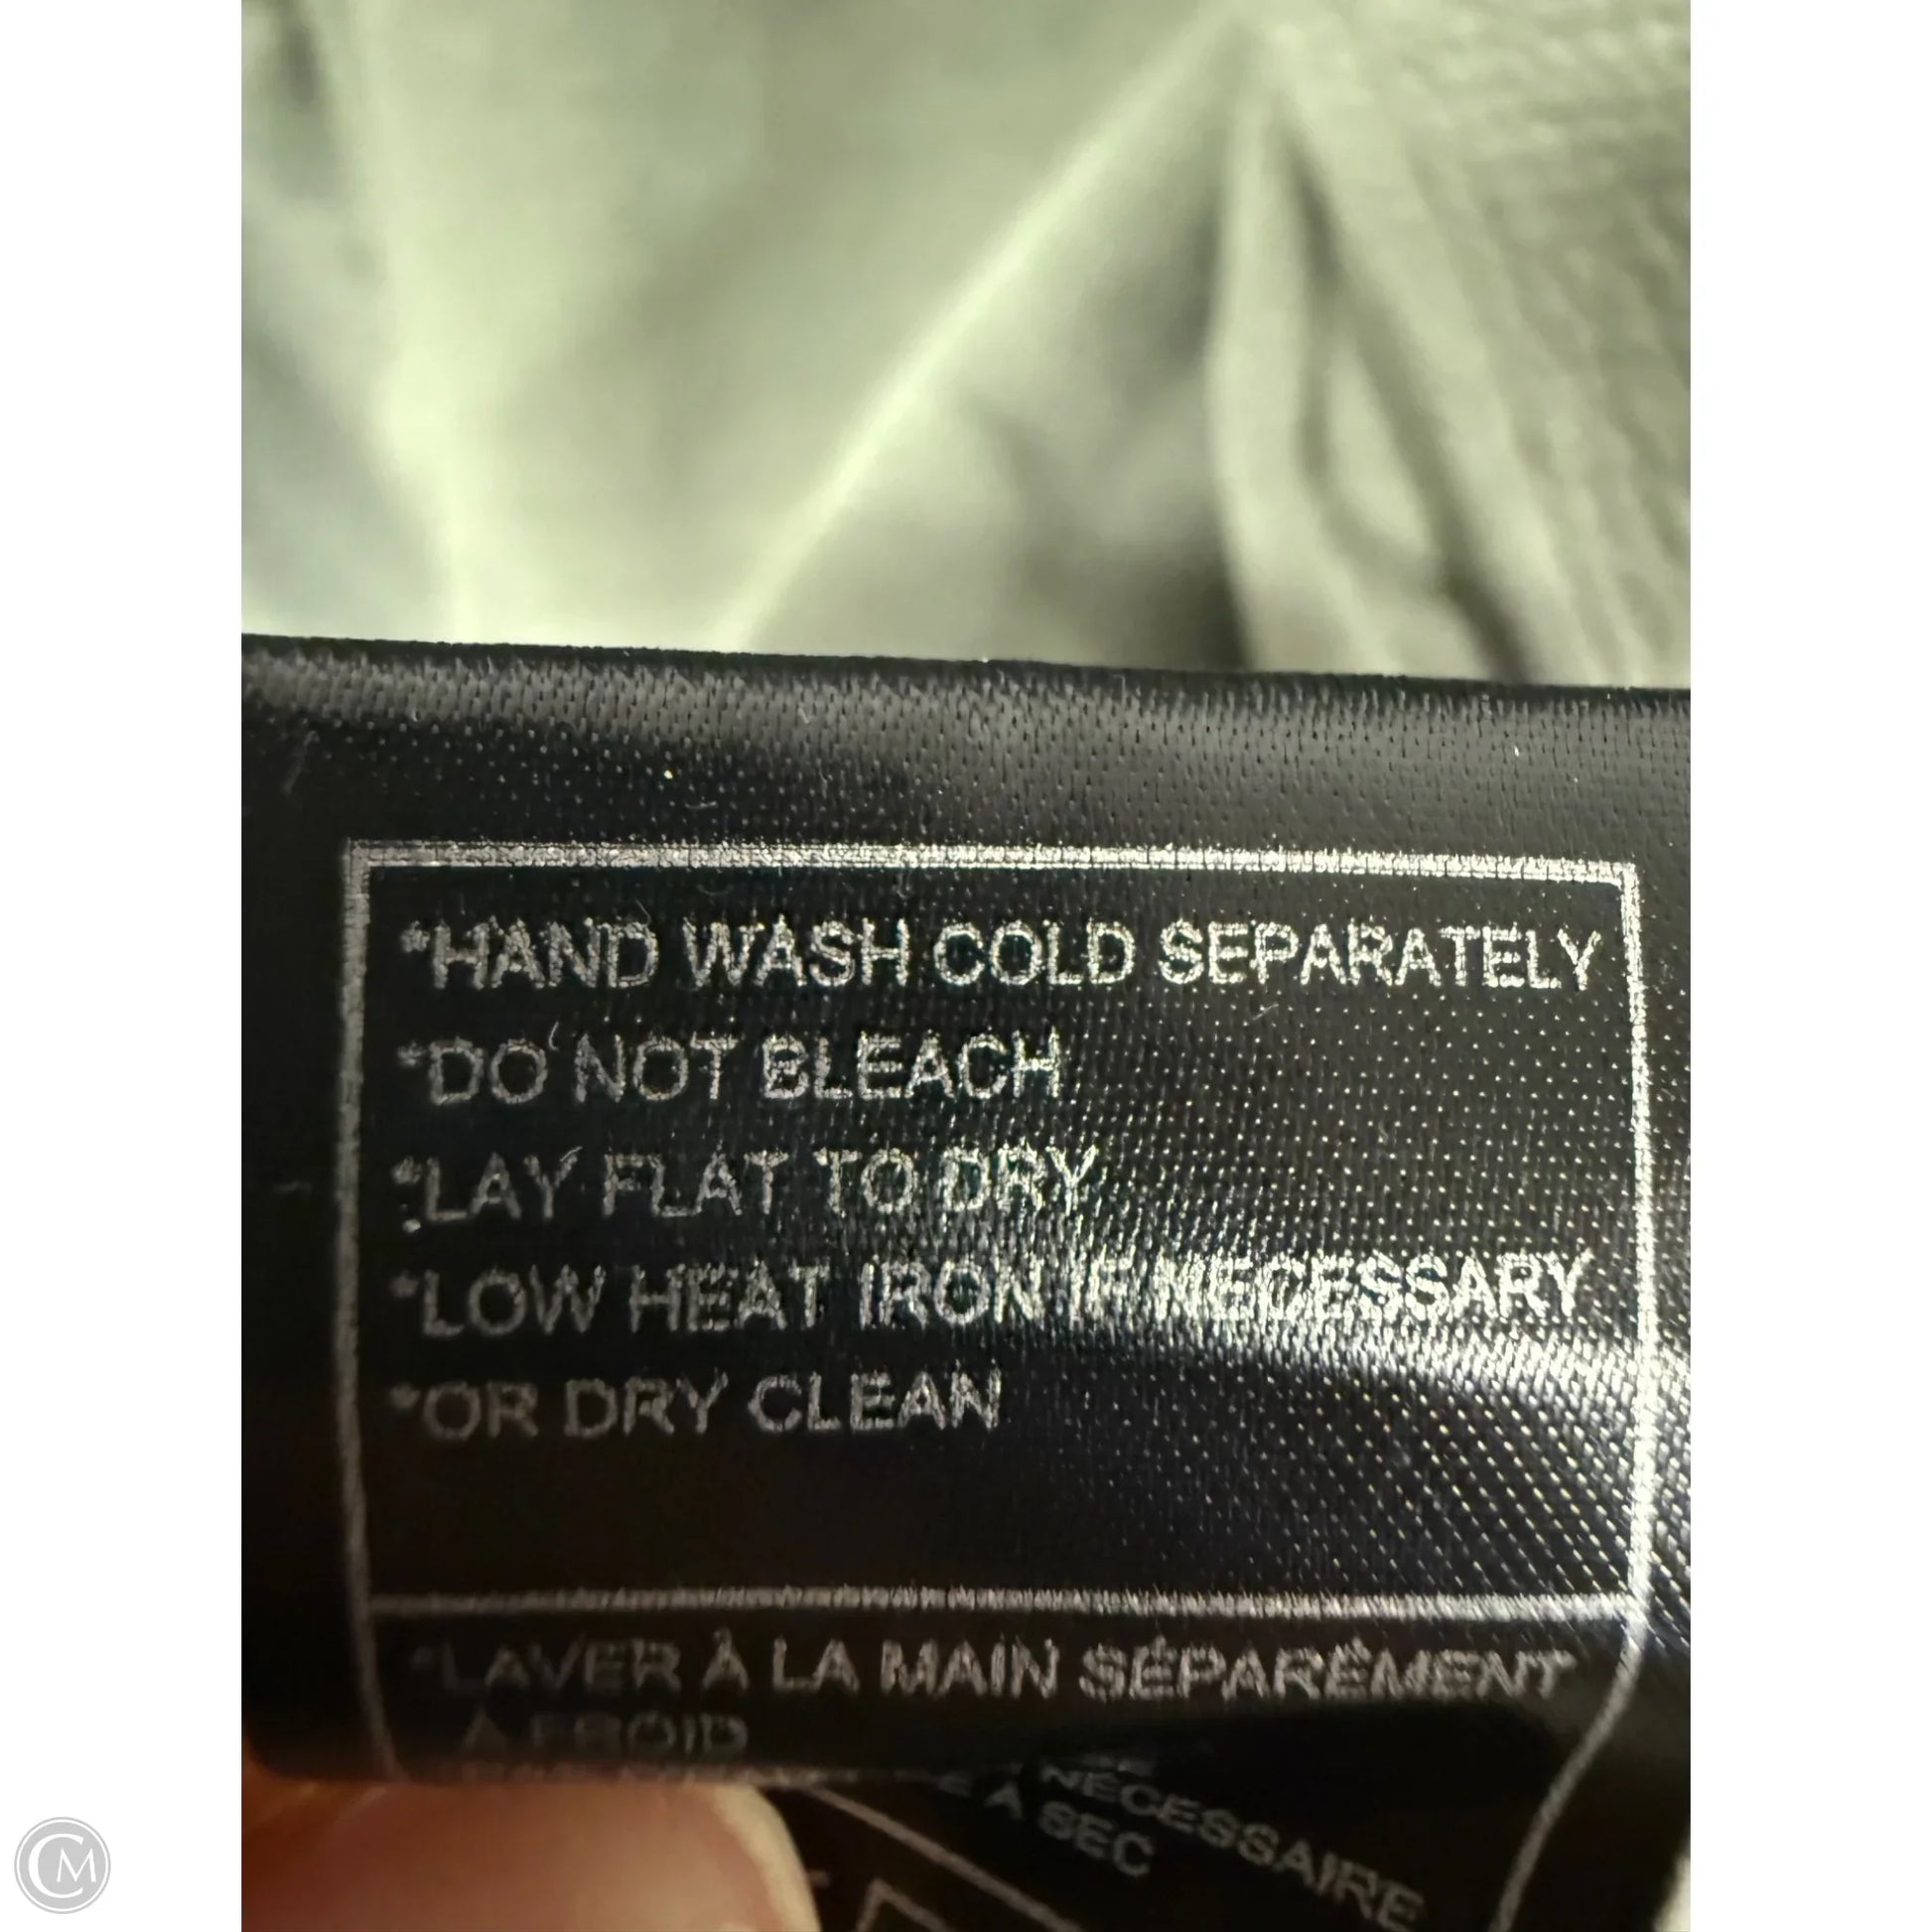 *HAND WASH COLD SEPARATELY
*DO NOT BLEACH
*LAY FLAT TO DRY
*LOW HEAT IRON IF NECESSARY
*OR DRY CLEAN
*LAVER À LA MAIN SÉPARÉMENT
À FROID
NÉCESSAIRE
À SEC
CM